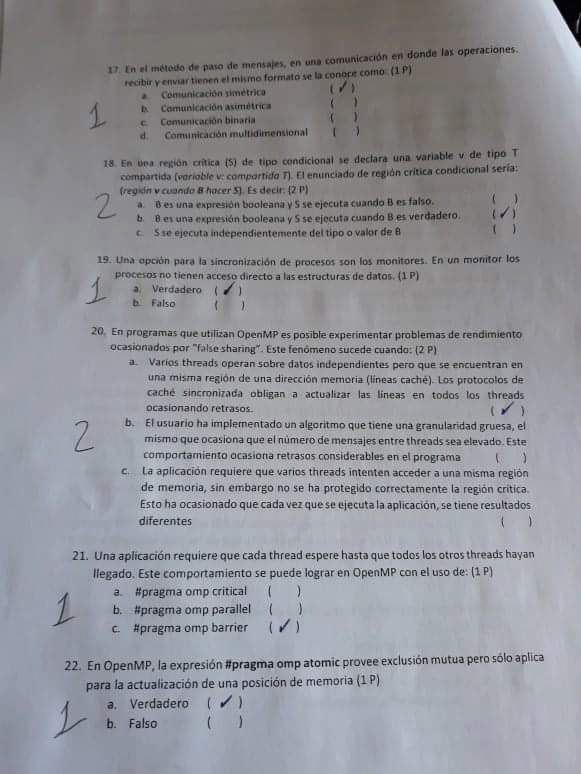 17. En el método de paso de mensajes, en una comunicación en donde las operaciones.
recibir y enviar tienen el mismo formato se la conoce como: (1 P)
a. Comunicación simétrica ( ✓ )
b. Comunicación asimétrica ( )
1 c. Comunicación binaria ( )
d. Comunicación multidimensional ( )
18. En una región crítica (S) de tipo condicional se declara una variable v de tipo T
compartida (variable v: compartida T). El enunciado de región crítica condicional sería:
(región v cuando B hacer S). Es decir: (2 P)
a. B es una expresión booleana y S se ejecuta cuando B es falso. ( )
2 b. B es una expresión booleana y S se ejecuta cuando B es verdadero. ( ✓ )
c. S se ejecuta independientemente del tipo o valor de B ( )
19. Una opción para la sincronización de procesos son los monitores. En un monitor los
procesos no tienen acceso directo a las estructuras de datos. (1 P)
1 a. Verdadero ( ✓ )
b. Falso ( )
20. En programas que utilizan OpenMP es posible experimentar problemas de rendimiento
ocasionados por "false sharing". Este fenómeno sucede cuando: (2 P)
a. Varios threads operan sobre datos independientes pero que se encuentran en
una misma región de una dirección memoria (líneas caché). Los protocolos de
caché sincronizada obligan a actualizar las líneas en todos los threads
ocasionando retrasos. ( ✓ )
b. El usuario ha implementado un algoritmo que tiene una granularidad gruesa, el
2 mismo que ocasiona que el número de mensajes entre threads sea elevado. Este
comportamiento ocasiona retrasos considerables en el programa ( )
c. La aplicación requiere que varios threads intenten acceder a una misma región
de memoria, sin embargo no se ha protegido correctamente la región crítica.
Esto ha ocasionado que cada vez que se ejecuta la aplicación, se tiene resultados
diferentes ( )
21. Una aplicación requiere que cada thread espere hasta que todos los otros threads hayan
llegado. Este comportamiento se puede lograr en OpenMP con el uso de: (1 P)
a. #pragma omp critical ( )
1 b. #pragma omp parallel ( )
c. #pragma omp barrier ( ✓ )
22. En OpenMP, la expresión #pragma omp atomic provee exclusión mutua pero sólo aplica
para la actualización de una posición de memoria (1 P)
1 a. Verdadero ( ✓ )
b. Falso ( )